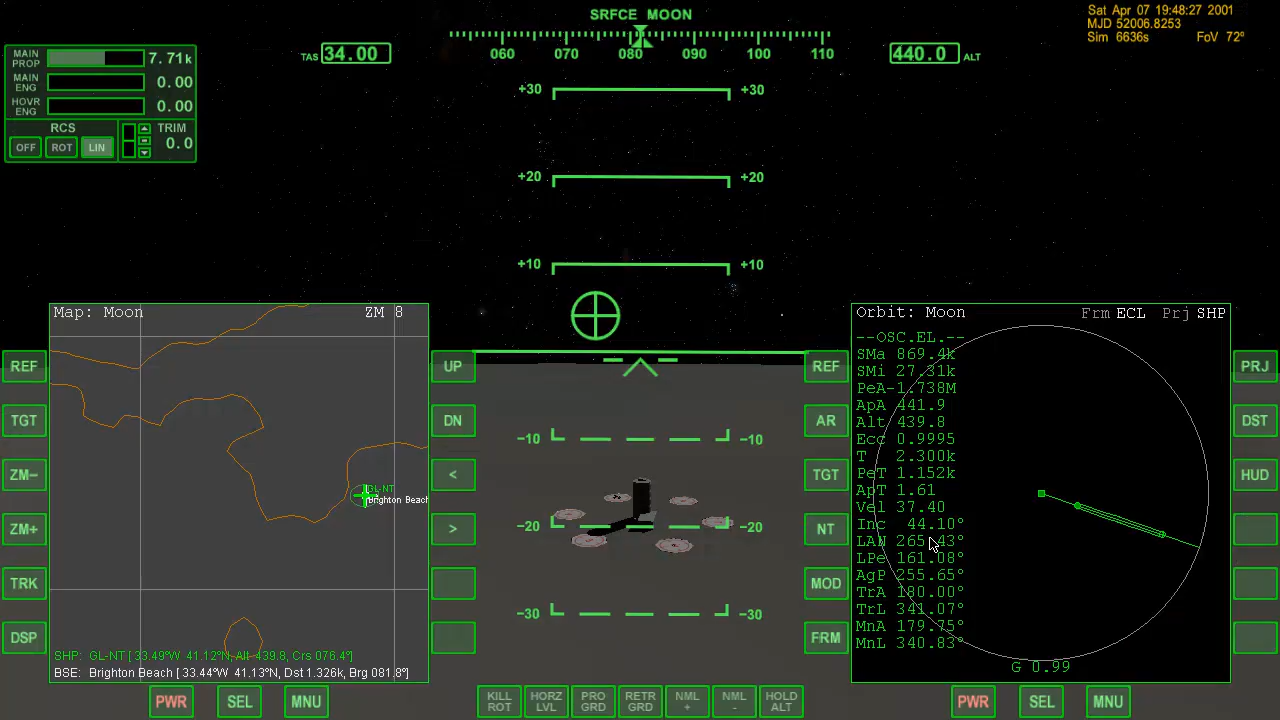 SRFCE MOON
Sat Apr 07 19:48:27 2001
MJD 52006.8253
Sim 6636s FoV 72°
MAIN PROP 7.71k
MAIN ENG 0.00
HOVR ENG 0.00
RCS TRIM
OFF ROT LIN 0.0
TAS 34.00
060 070 080 090 100 110
440.0 ALT
+30 +30
+20 +20
+10 +10
-10 -10
-20 -20
-30 -30
Map: Moon ZM 8
GL-NT
Brighton Beach
SHP: GL-NT [ 33.49°W 41.12°N, Alt 439.8, Crs 076.4°]
BSE: Brighton Beach [ 33.44°W 41.13°N, Dst 1.326k, Brg 081.8°]
REF
TGT
ZM-
ZM+
TRK
DSP
UP
DN
<
>
PWR SEL MNU
KILL ROT
HORZ LVL
PRO GRD
RETR GRD
NML +
NML -
HOLD ALT
REF
AR
TGT
NT
MOD
FRM
Orbit: Moon Frm ECL Prj SHP
--OSC.EL.--
SMa 869.4k
SMi 27.31k
PeA-1.738M
ApA 441.9
Alt 439.8
Ecc 0.9995
T 2.300k
PeT 1.152k
ApT 1.61
Vel 37.40
Inc 44.10°
LAN 265.43°
LPe 161.08°
AgP 255.65°
TrA 180.00°
TrL 341.07°
MnA 179.75°
MnL 340.83°
G 0.99
PRJ
DST
HUD
PWR SEL MNU